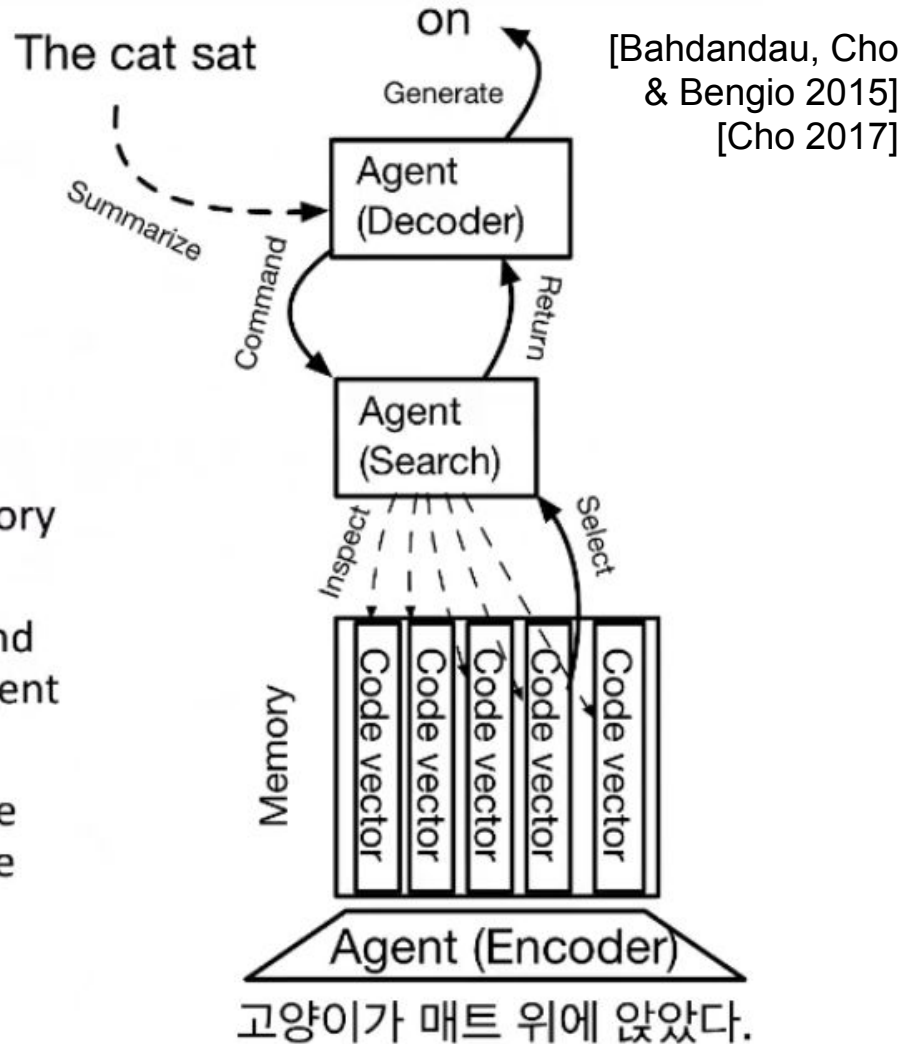 on
The cat sat
[Bahdandau, Cho
& Bengio 2015]
[Cho 2017]
Generate
Agent
(Decoder)
Summarize
Command
Return
Agent
(Search)
ory
nd
ent
e
e
Inspect
Select
Memory
Code vector
Code vector
Code vector
Code vector
Code vector
Agent (Encoder)
고양이가 매트 위에 앉았다.